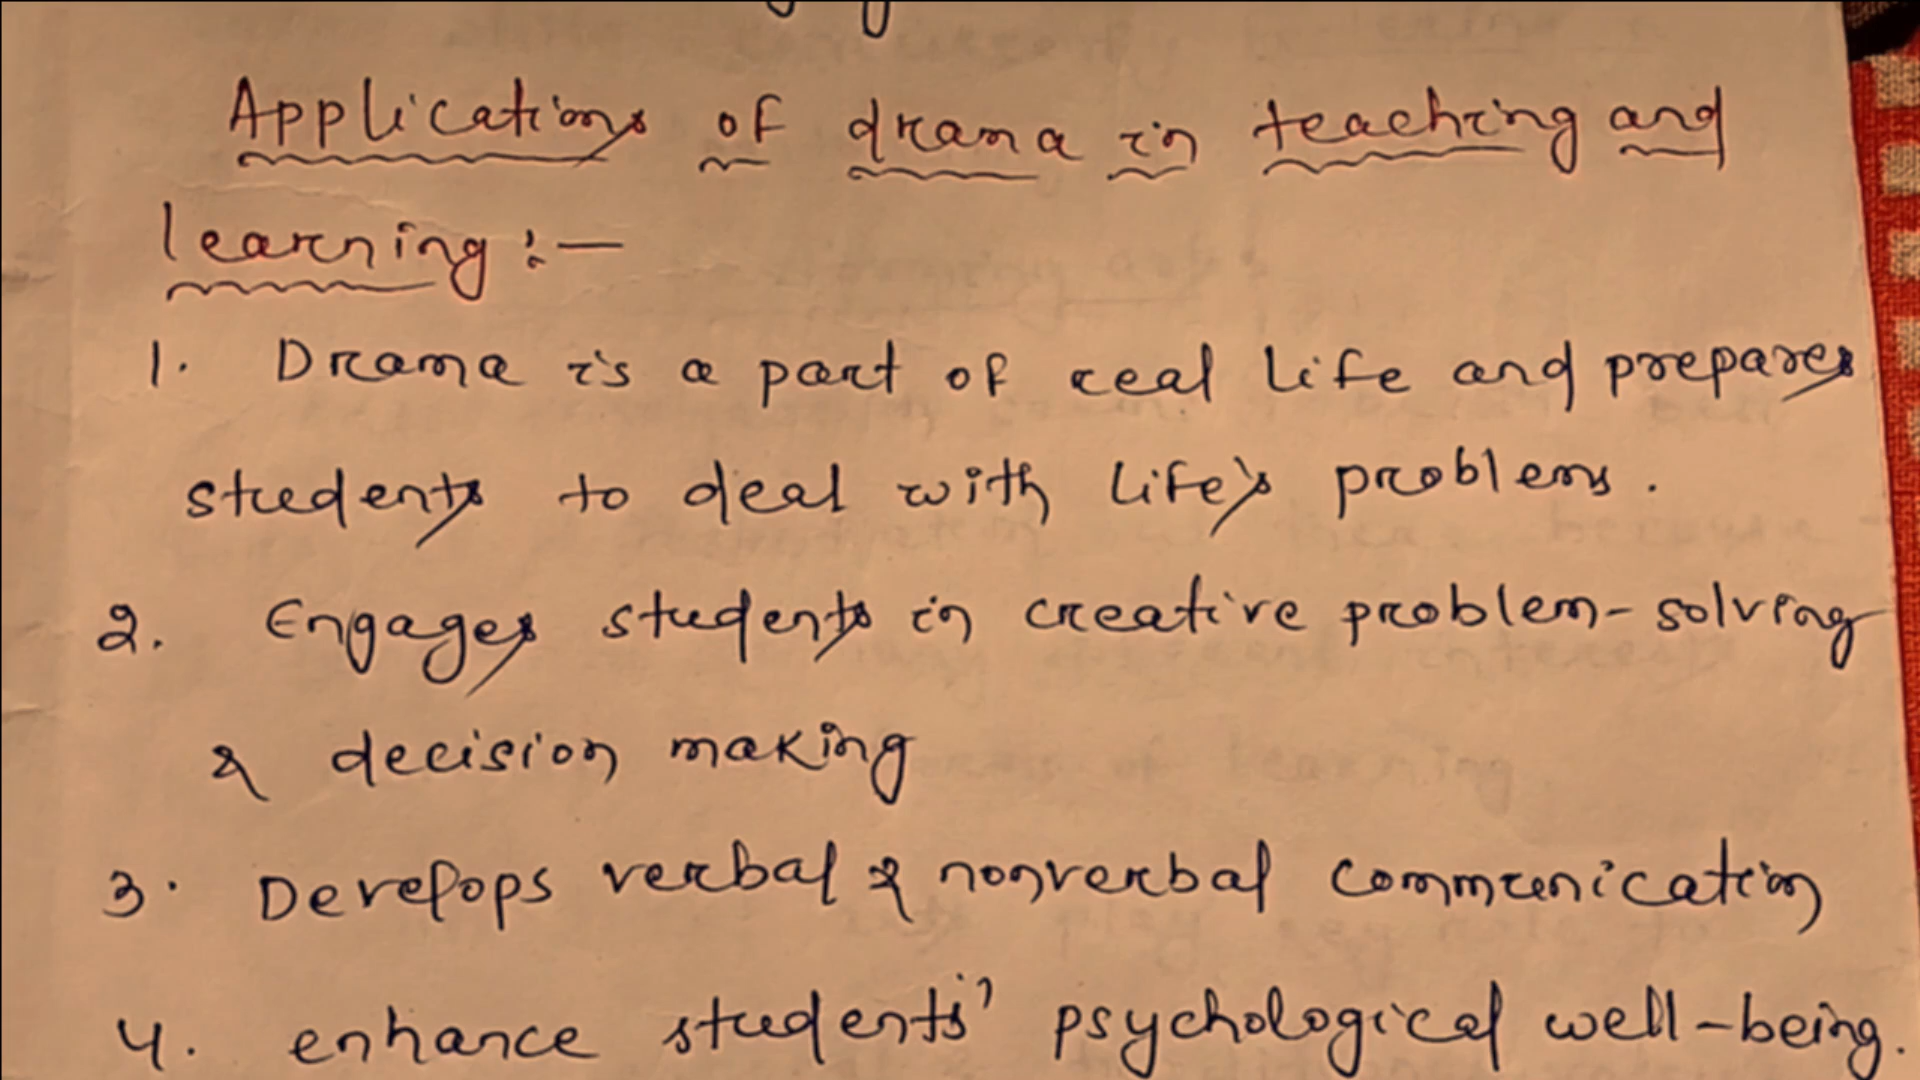 Applications of drama in teaching and
learning :-
1. Drama is a part of real life and prepares
students to deal with life's problems.
2. Engages students in creative problem-solving
& decision making
3. Develops verbal & nonverbal communication
4. enhance students' psychological well-being.